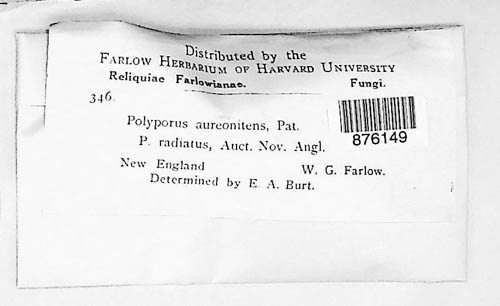 Distributed by the
FARLOW HERBARIUM OF HARVARD UNIVERSITY
Reliquiae Farlowianae. Fungi.
346.
Polyporus aureonitens, Pat.
P. radiatus, Auct. Nov. Angl.
876149
New England W. G. Farlow.
Determined by E. A. Burt.